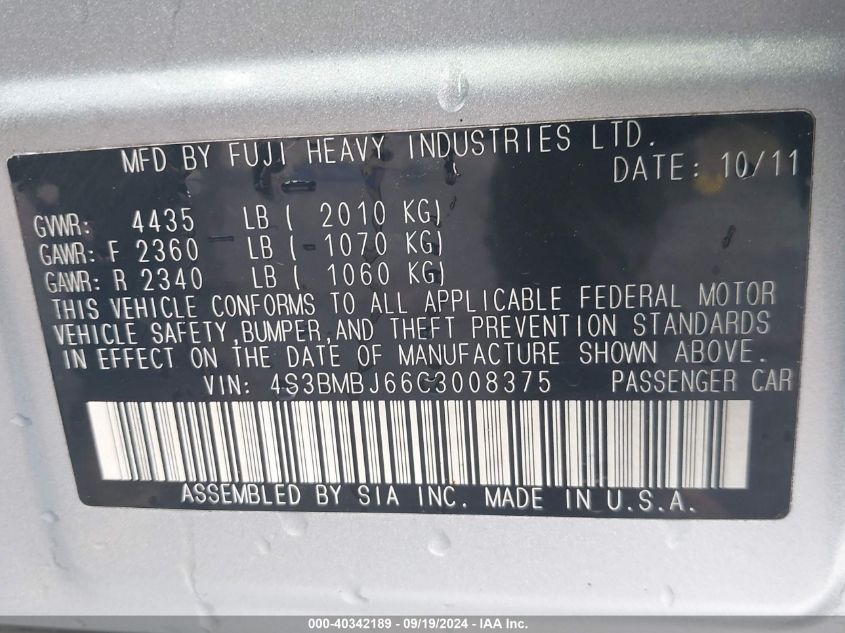 MFD BY FUJI HEAVY INDUSTRIES LTD.
DATE: 10/11
GVWR: 4435 LB ( 2010 KG)
GAWR: F 2360 LB ( 1070 KG)
GAWR: R 2340 LB ( 1060 KG)
THIS VEHICLE CONFORMS TO ALL APPLICABLE FEDERAL MOTOR
VEHICLE SAFETY,BUMPER,AND THEFT PREVENTION STANDARDS
IN EFFECT ON THE DATE OF MANUFACTURE SHOWN ABOVE.
VIN: 4S3BMBJ66C3008375 PASSENGER CAR
ASSEMBLED BY SIA INC. MADE IN U.S.A.
000-40342189 - 09/19/2024 - IAA Inc.